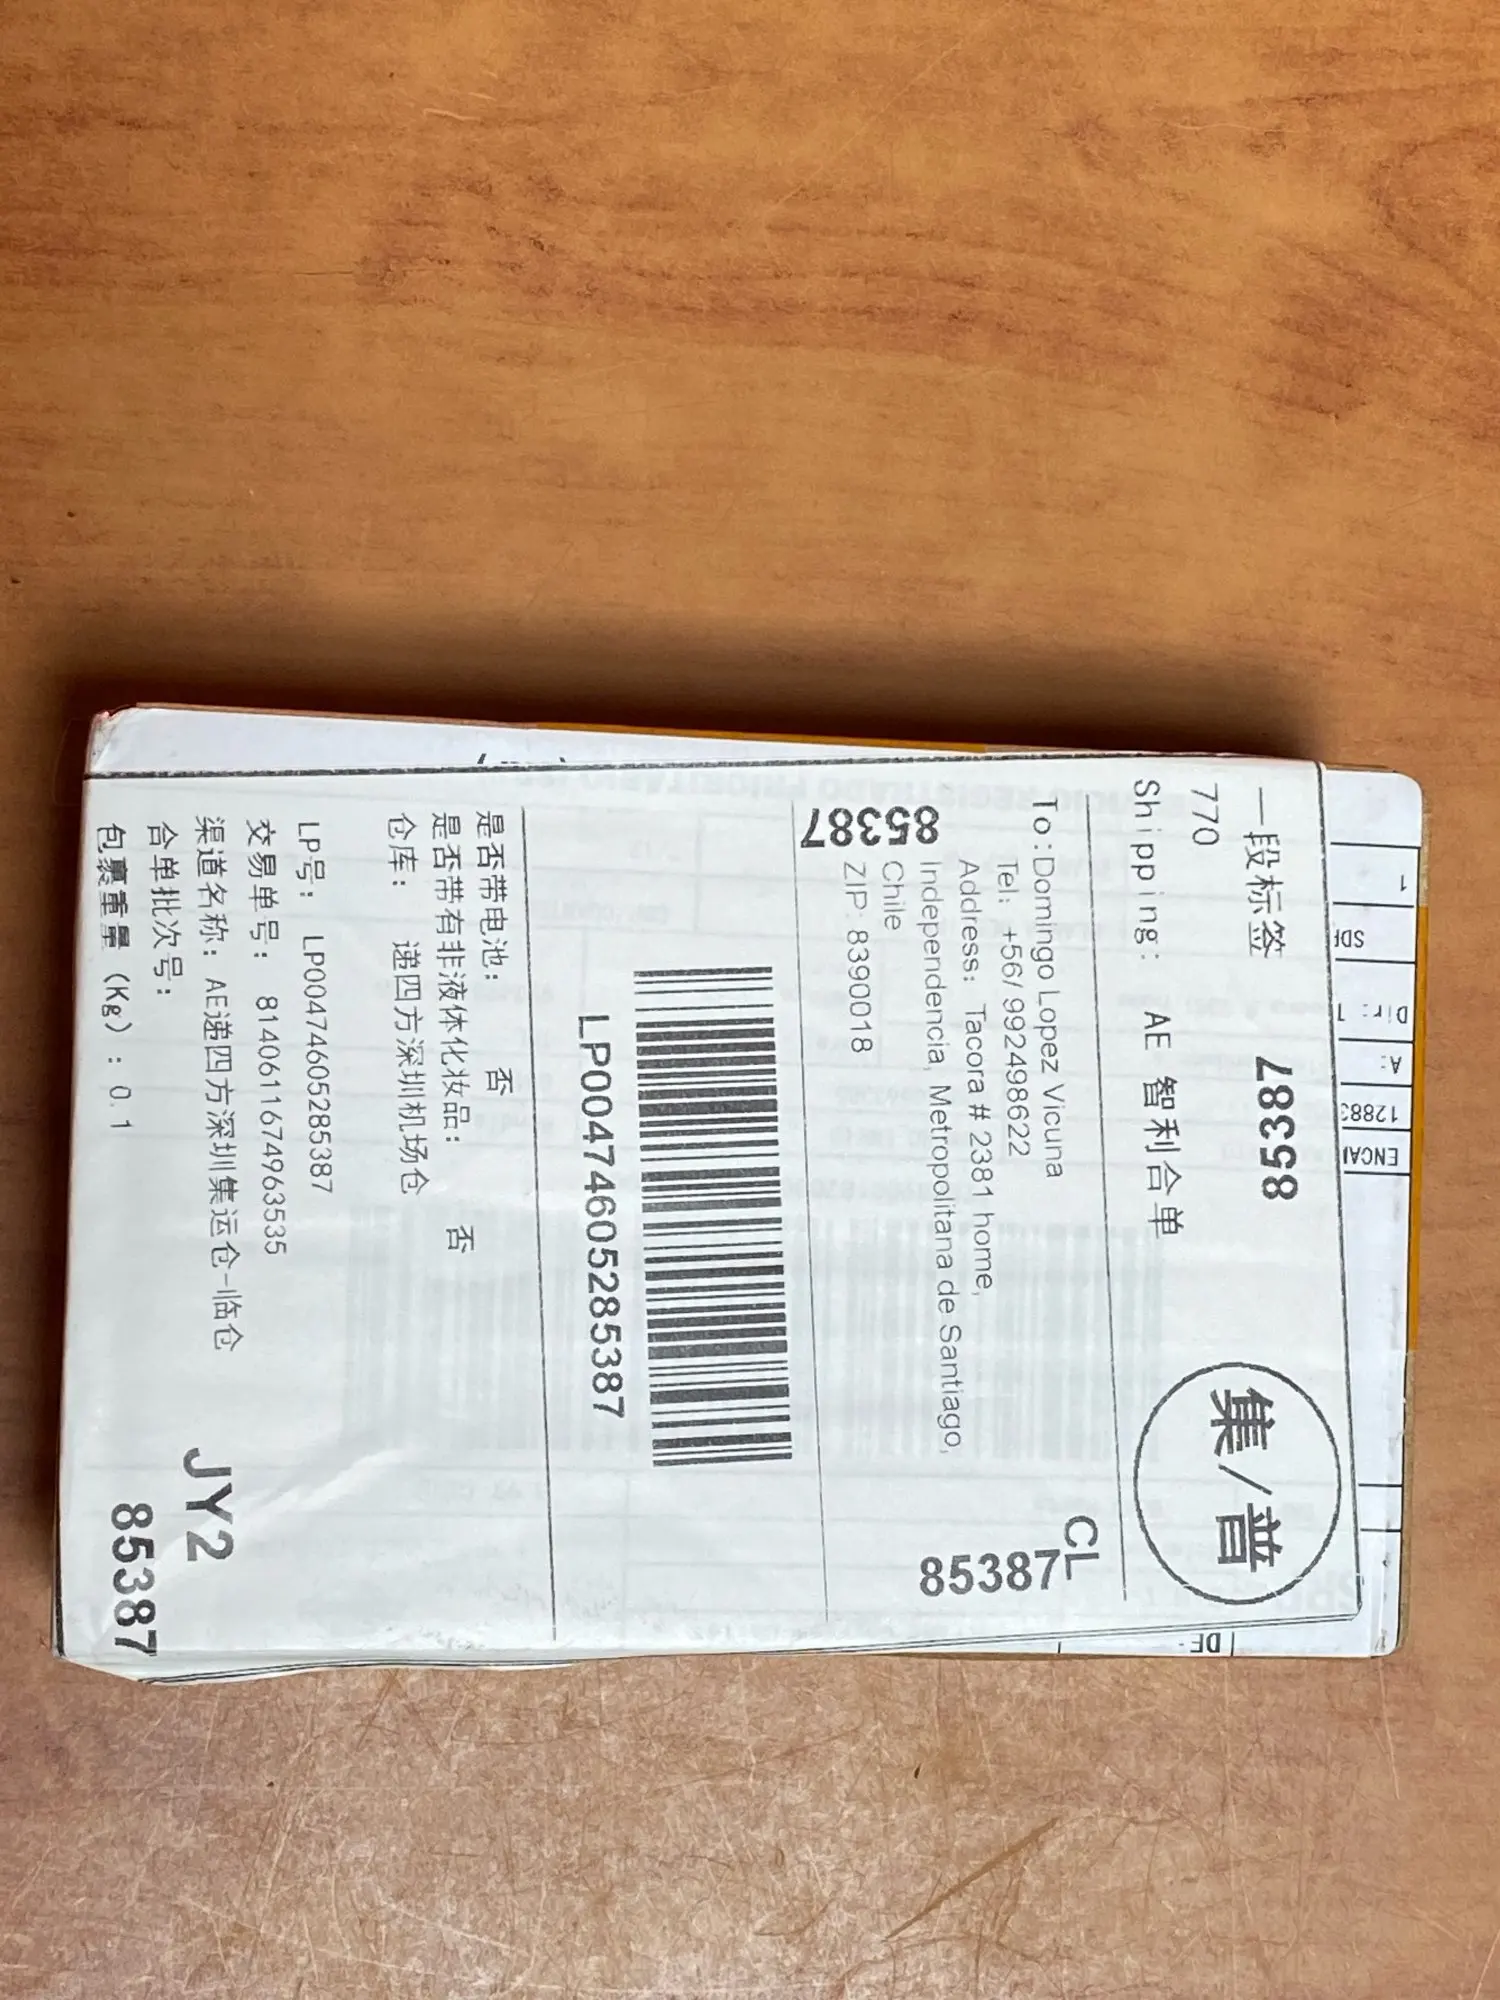 一段标签 85387
770
集/普
Shipping: AE 智利合单
To:Domingo Lopez Vicuna
CL
85387
Tel: +56/ 992498622
Address: Tacora # 2381 home,
Independencia, Metropolitana de Santiago,
Chile
85387
ZIP: 8390018
LP00474605285387
是否带电池: 否
是否带有非液体化妆品: 否
仓库: 递四方深圳机场仓
LP号: LP00474605285387
交易单号: 8140611674963535
渠道名称: AE递四方深圳集运仓-临仓
JY2
合单批次号:
包裹重量 (Kg) : 0.1
85387
1
Dir: T
A:
DE: